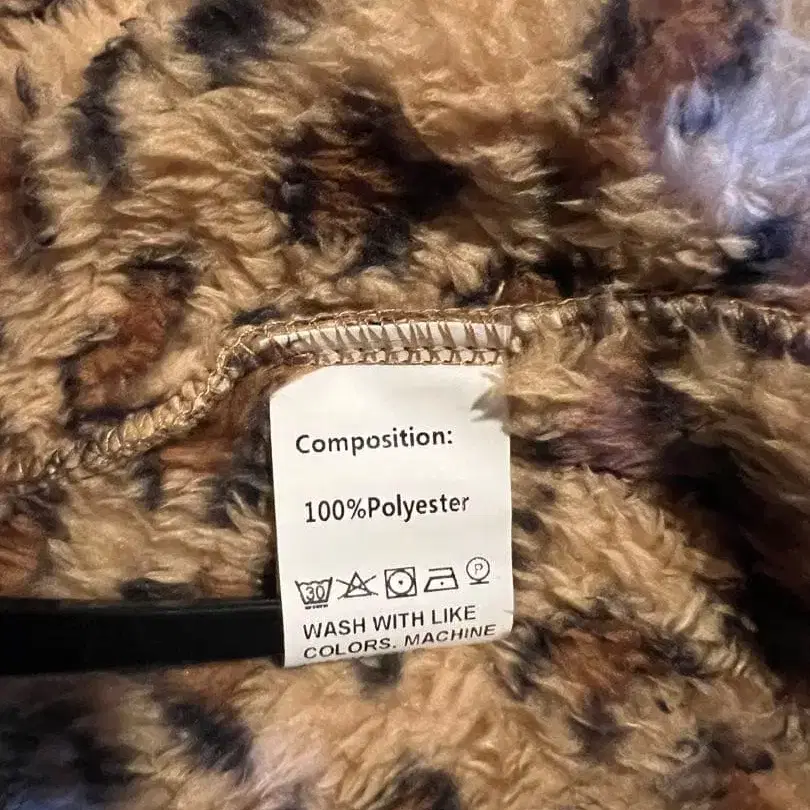 Composition:
100%Polyester
30 P
WASH WITH LIKE
COLORS. MACHINE